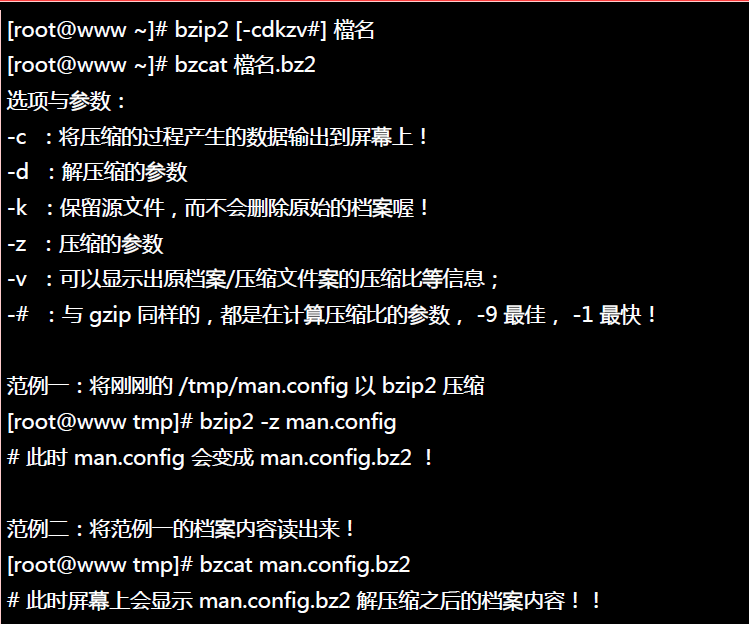 [root@www ~]# bzip2 [-cdkzv#] 檔名
[root@www ~]# bzcat 檔名.bz2
选项与参数：
-c ：将压缩的过程产生的数据输出到屏幕上！
-d ：解压缩的参数
-k ：保留源文件，而不会删除原始的档案喔！
-z ：压缩的参数
-v ：可以显示出原档案/压缩文件案的压缩比等信息；
-# ：与 gzip 同样的，都是在计算压缩比的参数， -9 最佳， -1 最快！
范例一：将刚刚的 /tmp/man.config 以 bzip2 压缩
[root@www tmp]# bzip2 -z man.config
# 此时 man.config 会变成 man.config.bz2 ！
范例二：将范例一的档案内容读出来！
[root@www tmp]# bzcat man.config.bz2
# 此时屏幕上会显示 man.config.bz2 解压缩之后的档案内容！！